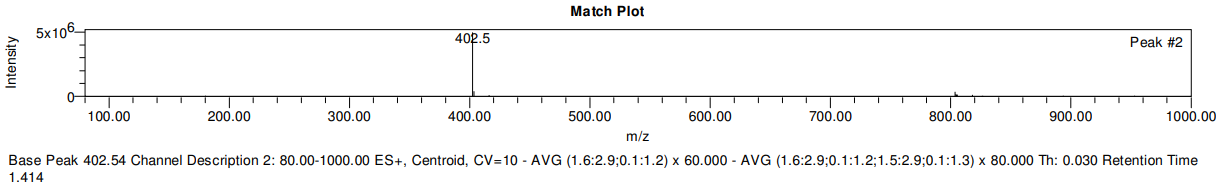 Match Plot
5x10⁶
402.5
Peak #2
Intensity
0
100.00 200.00 300.00 400.00 500.00 600.00 700.00 800.00 900.00 1000.00
m/z
Base Peak 402.54 Channel Description 2: 80.00-1000.00 ES+, Centroid, CV=10 - AVG (1.6:2.9;0.1:1.2) x 60.000 - AVG (1.6:2.9;0.1:1.2;1.5:2.9;0.1:1.3) x 80.000 Th: 0.030 Retention Time
1.414